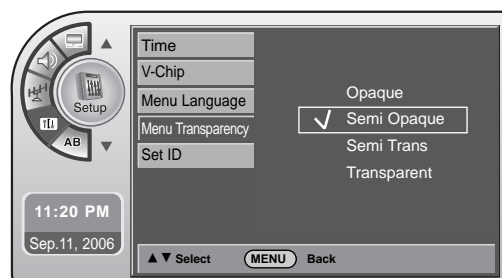 Setup
AB
11:20 PM
Sep.11, 2006
Time
V-Chip
Menu Language
Menu Transparency
Set ID
Opaque
Semi Opaque
Semi Trans
Transparent
▲▼ Select MENU Back